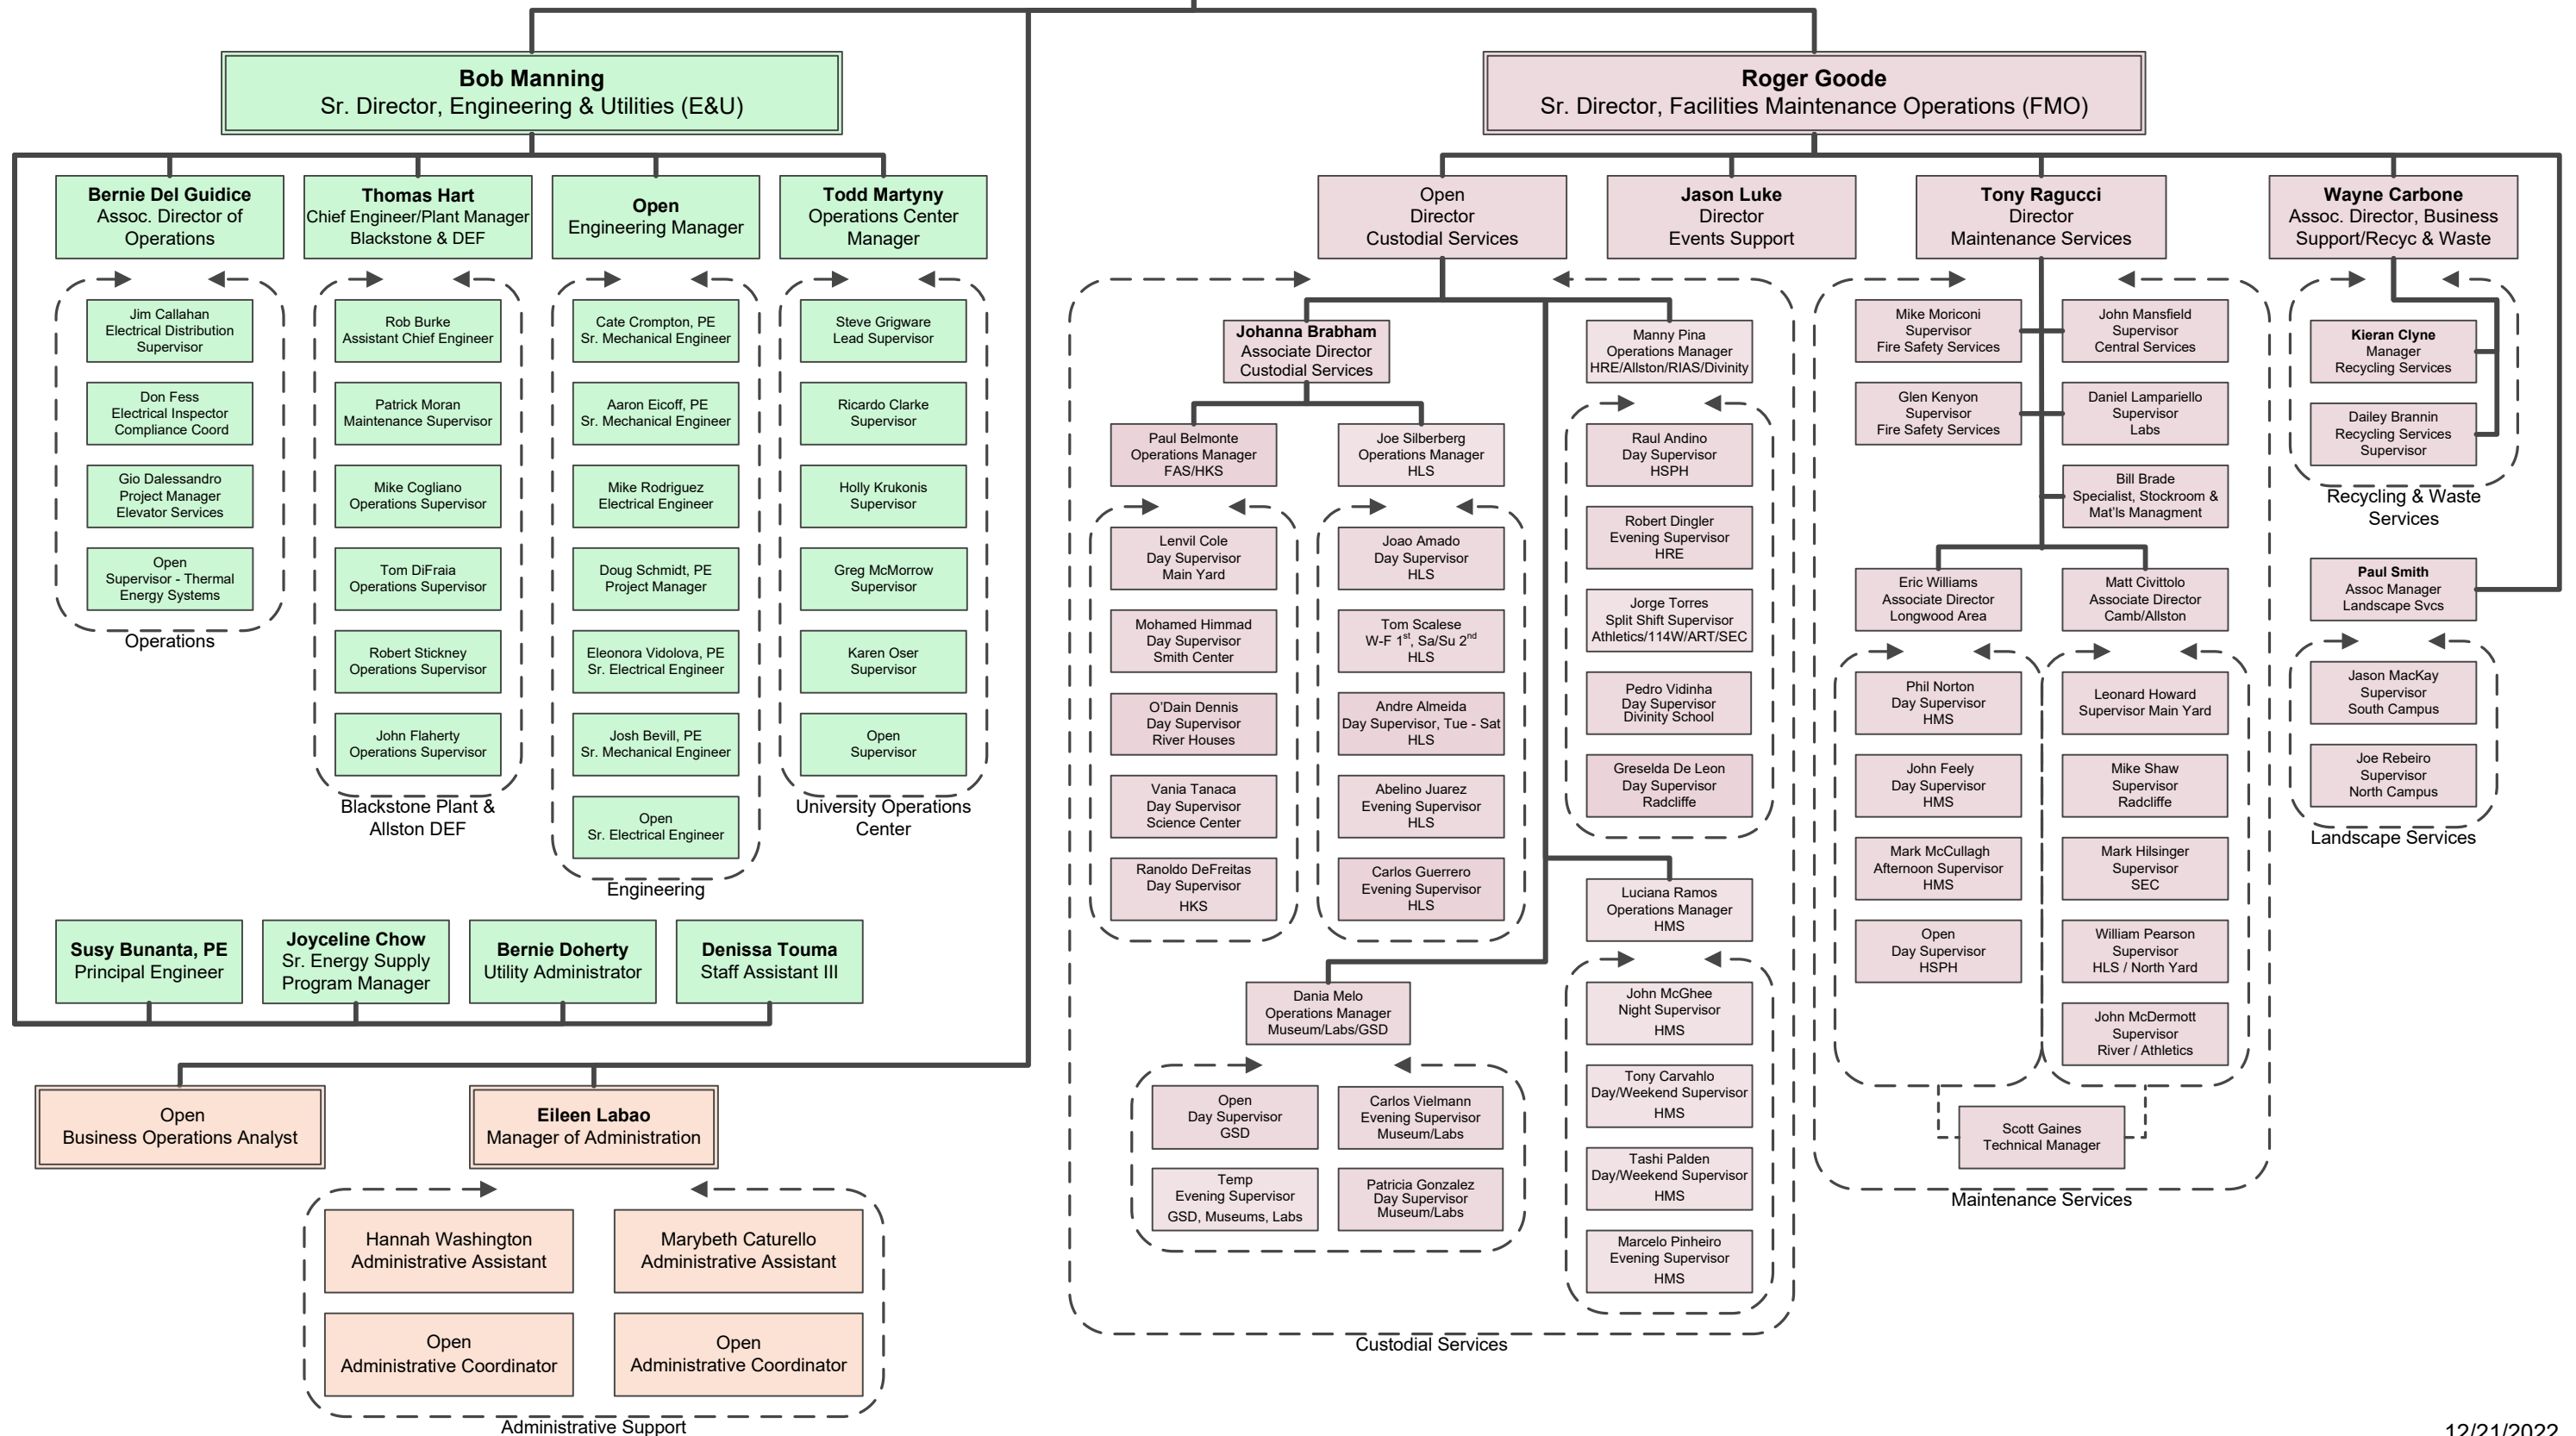 Bob Manning
Sr. Director, Engineering & Utilities (E&U)
Bernie Del Guidice
Assoc. Director of
Operations
Thomas Hart
Chief Engineer/Plant Manager
Blackstone & DEF
Open
Engineering Manager
Todd Martyny
Operations Center
Manager
Jim Callahan
Electrical Distribution
Supervisor
Don Fess
Electrical Inspector
Compliance Coord
Gio Dalessandro
Project Manager
Elevator Services
Open
Supervisor - Thermal
Energy Systems
Operations
Rob Burke
Assistant Chief Engineer
Patrick Moran
Maintenance Supervisor
Mike Cogliano
Operations Supervisor
Tom DiFraia
Operations Supervisor
Robert Stickney
Operations Supervisor
John Flaherty
Operations Supervisor
Blackstone Plant &
Allston DEF
Cate Crompton, PE
Sr. Mechanical Engineer
Aaron Eicoff, PE
Sr. Mechanical Engineer
Mike Rodriguez
Electrical Engineer
Doug Schmidt, PE
Project Manager
Eleonora Vidolova, PE
Sr. Electrical Engineer
Josh Bevill, PE
Sr. Mechanical Engineer
Open
Sr. Electrical Engineer
Engineering
Steve Grigware
Lead Supervisor
Ricardo Clarke
Supervisor
Holly Krukonis
Supervisor
Greg McMorrow
Supervisor
Karen Oser
Supervisor
Open
Supervisor
University Operations
Center
Susy Bunanta, PE
Principal Engineer
Joyceline Chow
Sr. Energy Supply
Program Manager
Bernie Doherty
Utility Administrator
Denissa Touma
Staff Assistant III
Open
Business Operations Analyst
Eileen Labao
Manager of Administration
Hannah Washington
Administrative Assistant
Marybeth Caturello
Administrative Assistant
Open
Administrative Coordinator
Open
Administrative Coordinator
Administrative Support
Roger Goode
Sr. Director, Facilities Maintenance Operations (FMO)
Open
Director
Custodial Services
Jason Luke
Director
Events Support
Tony Ragucci
Director
Maintenance Services
Wayne Carbone
Assoc. Director, Business
Support/Recyc & Waste
Johanna Brabham
Associate Director
Custodial Services
Manny Pina
Operations Manager
HRE/Allston/RIAS/Divinity
Paul Belmonte
Operations Manager
FAS/HKS
Joe Silberberg
Operations Manager
HLS
Lenvil Cole
Day Supervisor
Main Yard
Mohamed Himmad
Day Supervisor
Smith Center
O'Dain Dennis
Day Supervisor
River Houses
Vania Tanaca
Day Supervisor
Science Center
Ranoldo DeFreitas
Day Supervisor
HKS
Joao Amado
Day Supervisor
HLS
Tom Scalese
W-F 1st, Sa/Su 2nd
HLS
Andre Almeida
Day Supervisor, Tue - Sat
HLS
Abelino Juarez
Evening Supervisor
HLS
Carlos Guerrero
Evening Supervisor
HLS
Raul Andino
Day Supervisor
HSPH
Robert Dingler
Evening Supervisor
HRE
Jorge Torres
Split Shift Supervisor
Athletics/114W/ART/SEC
Pedro Vidinha
Day Supervisor
Divinity School
Greselda De Leon
Day Supervisor
Radcliffe
Luciana Ramos
Operations Manager
HMS
John McGhee
Night Supervisor
HMS
Tony Carvahlo
Day/Weekend Supervisor
HMS
Tashi Palden
Day/Weekend Supervisor
HMS
Marcelo Pinheiro
Evening Supervisor
HMS
Dania Melo
Operations Manager
Museum/Labs/GSD
Open
Day Supervisor
GSD
Carlos Vielmann
Evening Supervisor
Museum/Labs
Temp
Evening Supervisor
GSD, Museums, Labs
Patricia Gonzalez
Day Supervisor
Museum/Labs
Custodial Services
Mike Moriconi
Supervisor
Fire Safety Services
John Mansfield
Supervisor
Central Services
Glen Kenyon
Supervisor
Fire Safety Services
Daniel Lampariello
Supervisor
Labs
Bill Brade
Specialist, Stockroom &
Mat'ls Managment
Eric Williams
Associate Director
Longwood Area
Matt Civittolo
Associate Director
Camb/Allston
Phil Norton
Day Supervisor
HMS
John Feely
Day Supervisor
HMS
Mark McCullagh
Afternoon Supervisor
HMS
Open
Day Supervisor
HSPH
Leonard Howard
Supervisor Main Yard
Mike Shaw
Supervisor
Radcliffe
Mark Hilsinger
Supervisor
SEC
William Pearson
Supervisor
HLS / North Yard
John McDermott
Supervisor
River / Athletics
Scott Gaines
Technical Manager
Maintenance Services
Kieran Clyne
Manager
Recycling Services
Dailey Brannin
Recycling Services
Supervisor
Recycling & Waste
Services
Paul Smith
Assoc Manager
Landscape Svcs
Jason MacKay
Supervisor
South Campus
Joe Rebeiro
Supervisor
North Campus
Landscape Services
12/21/2022